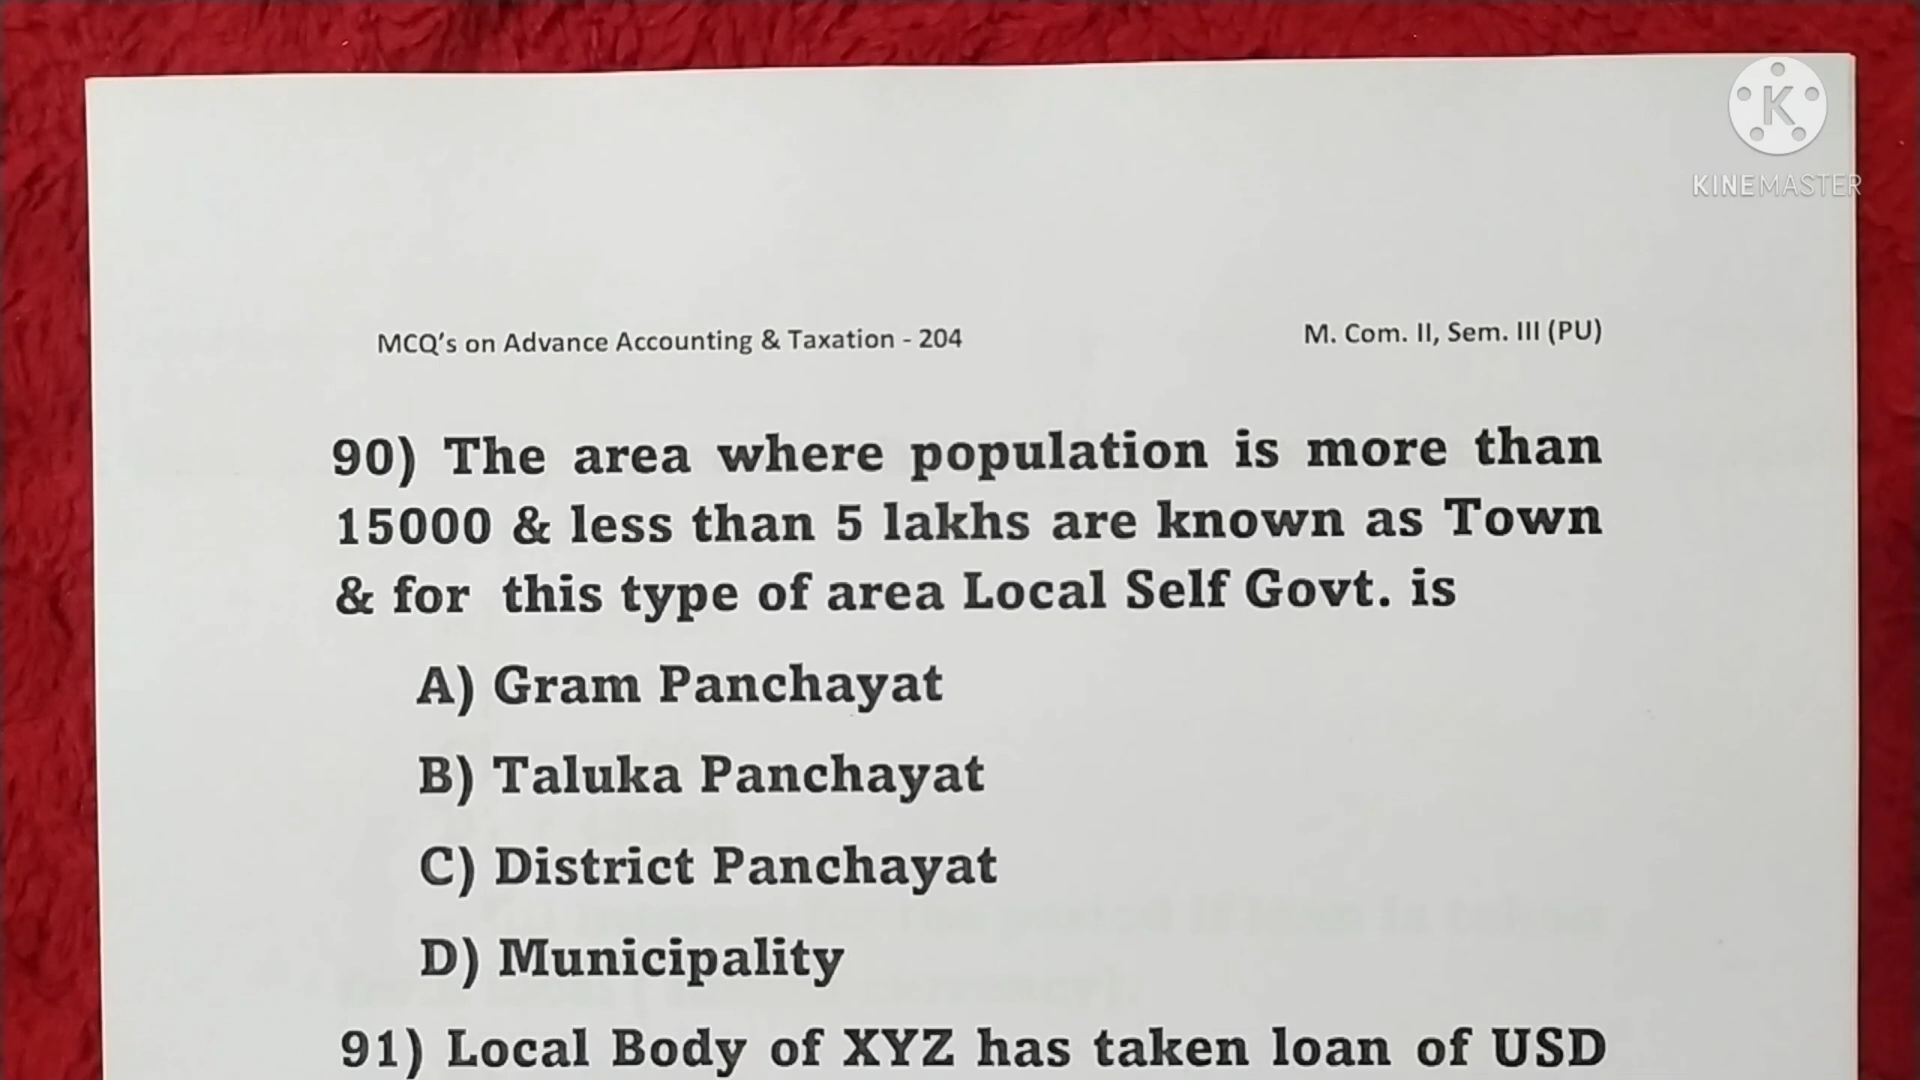 K
KINEMASTER
MCQ's on Advance Accounting & Taxation - 204 M. Com. II, Sem. III (PU)
90) The area where population is more than
15000 & less than 5 lakhs are known as Town
& for this type of area Local Self Govt. is
A) Gram Panchayat
B) Taluka Panchayat
C) District Panchayat
D) Municipality
91) Local Body of XYZ has taken loan of USD